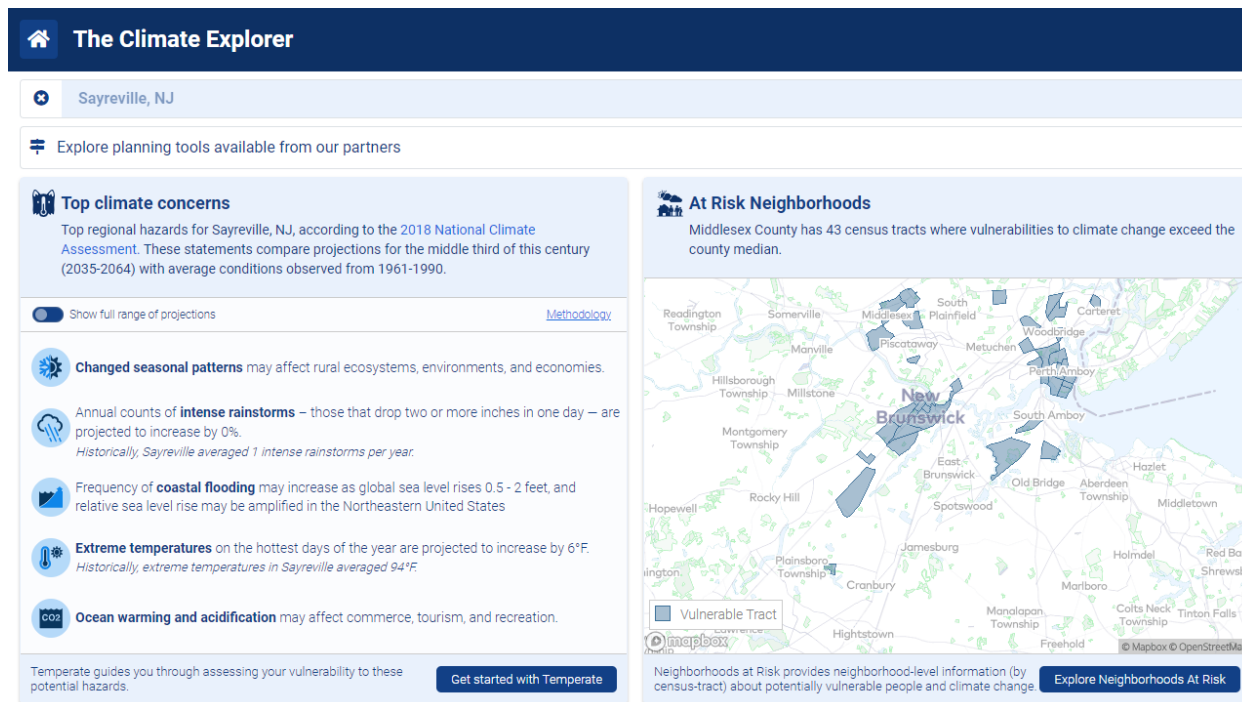 The Climate Explorer
Sayreville, NJ
Explore planning tools available from our partners
Top climate concerns
Top regional hazards for Sayreville, NJ, according to the 2018 National Climate
Assessment. These statements compare projections for the middle third of this century
(2035-2064) with average conditions observed from 1961-1990.
Show full range of projections
Methodology
Changed seasonal patterns may affect rural ecosystems, environments, and economies.
Annual counts of intense rainstorms – those that drop two or more inches in one day — are
projected to increase by 0%.
Historically, Sayreville averaged 1 intense rainstorms per year.
Frequency of coastal flooding may increase as global sea level rises 0.5 - 2 feet, and
relative sea level rise may be amplified in the Northeastern United States
Extreme temperatures on the hottest days of the year are projected to increase by 6°F.
Historically, extreme temperatures in Sayreville averaged 94°F.
CO2
Ocean warming and acidification may affect commerce, tourism, and recreation.
Temperate guides you through assessing your vulnerability to these
potential hazards.
Get started with Temperate
At Risk Neighborhoods
Middlesex County has 43 census tracts where vulnerabilities to climate change exceed the
county median.
Readington
Township
Somerville
Middlesex
South
Plainfield
Carteret
Woodbridge
Manville
Piscataway
Metuchen
Perth Amboy
Hillsborough
Township
Millstone
New
Brunswick
South Amboy
Montgomery
Township
East
Brunswick
Old Bridge
Aberdeen
Township
Hazlet
Middletown
Hopewell
Rocky Hill
Spotswood
Jamesburg
Plainsboro
Township
Cranbury
Holmdel
Red Ba
Shrews
ington
Marlboro
Vulnerable Tract
Manalapan
Township
Colts Neck
Township
Tinton Falls
Lawrence
Hightstown
Freehold
mapbox
© Mapbox © OpenStreetMa
Neighborhoods at Risk provides neighborhood-level information (by
census-tract) about potentially vulnerable people and climate change.
Explore Neighborhoods At Risk